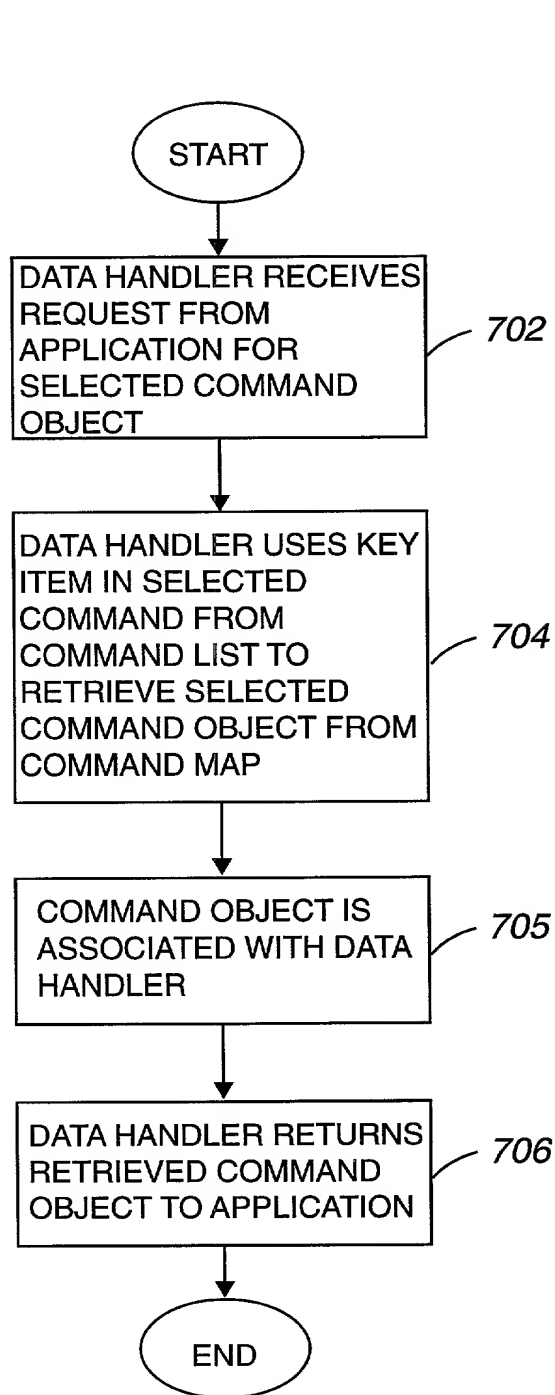 START
DATA HANDLER RECEIVES
REQUEST FROM
APPLICATION FOR
SELECTED COMMAND
OBJECT
702
DATA HANDLER USES KEY
ITEM IN SELECTED
COMMAND FROM
COMMAND LIST TO
RETRIEVE SELECTED
COMMAND OBJECT FROM
COMMAND MAP
704
COMMAND OBJECT IS
ASSOCIATED WITH DATA
HANDLER
705
DATA HANDLER RETURNS
RETRIEVED COMMAND
OBJECT TO APPLICATION
706
END